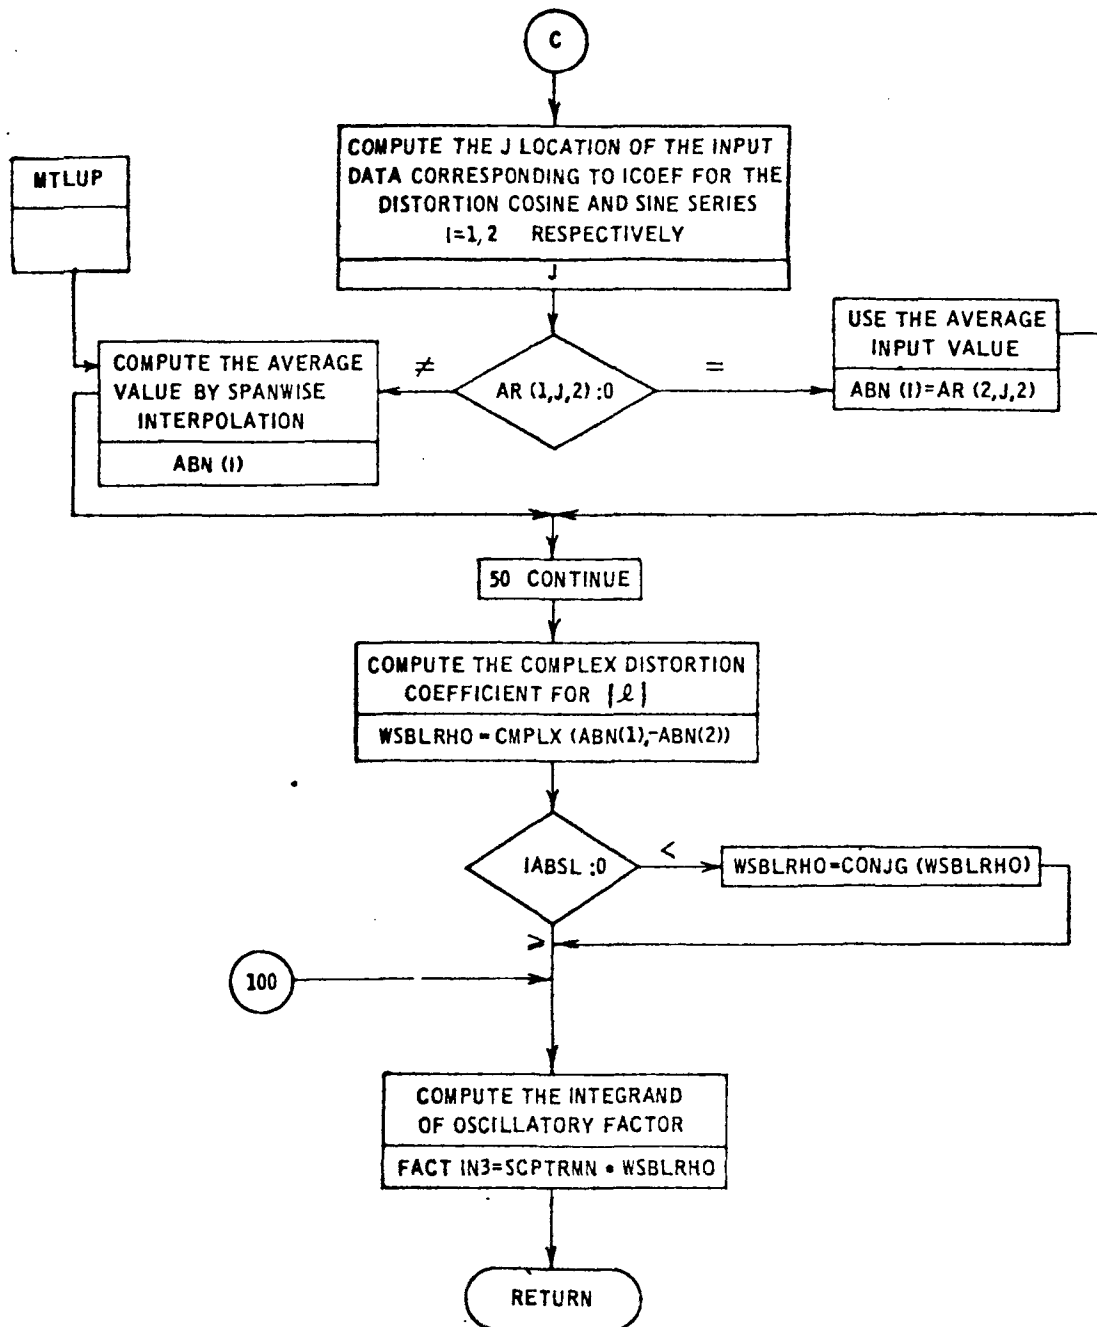 C
COMPUTE THE J LOCATION OF THE INPUT
DATA CORRESPONDING TO ICOEF FOR THE
DISTORTION COSINE AND SINE SERIES
I=1,2 RESPECTIVELY
J
MTLUP
COMPUTE THE AVERAGE
VALUE BY SPANWISE
INTERPOLATION
ABN (I)
≠
AR (1,J,2) :0
=
USE THE AVERAGE
INPUT VALUE
ABN (I)=AR (2,J,2)
50 CONTINUE
COMPUTE THE COMPLEX DISTORTION
COEFFICIENT FOR |ℓ|
WSBLRHO=CMPLX (ABN(1),-ABN(2))
IABSL :0
<
WSBLRHO=CONJG (WSBLRHO)
≥
100
COMPUTE THE INTEGRAND
OF OSCILLATORY FACTOR
FACT IN3=SCPTRMN * WSBLRHO
RETURN